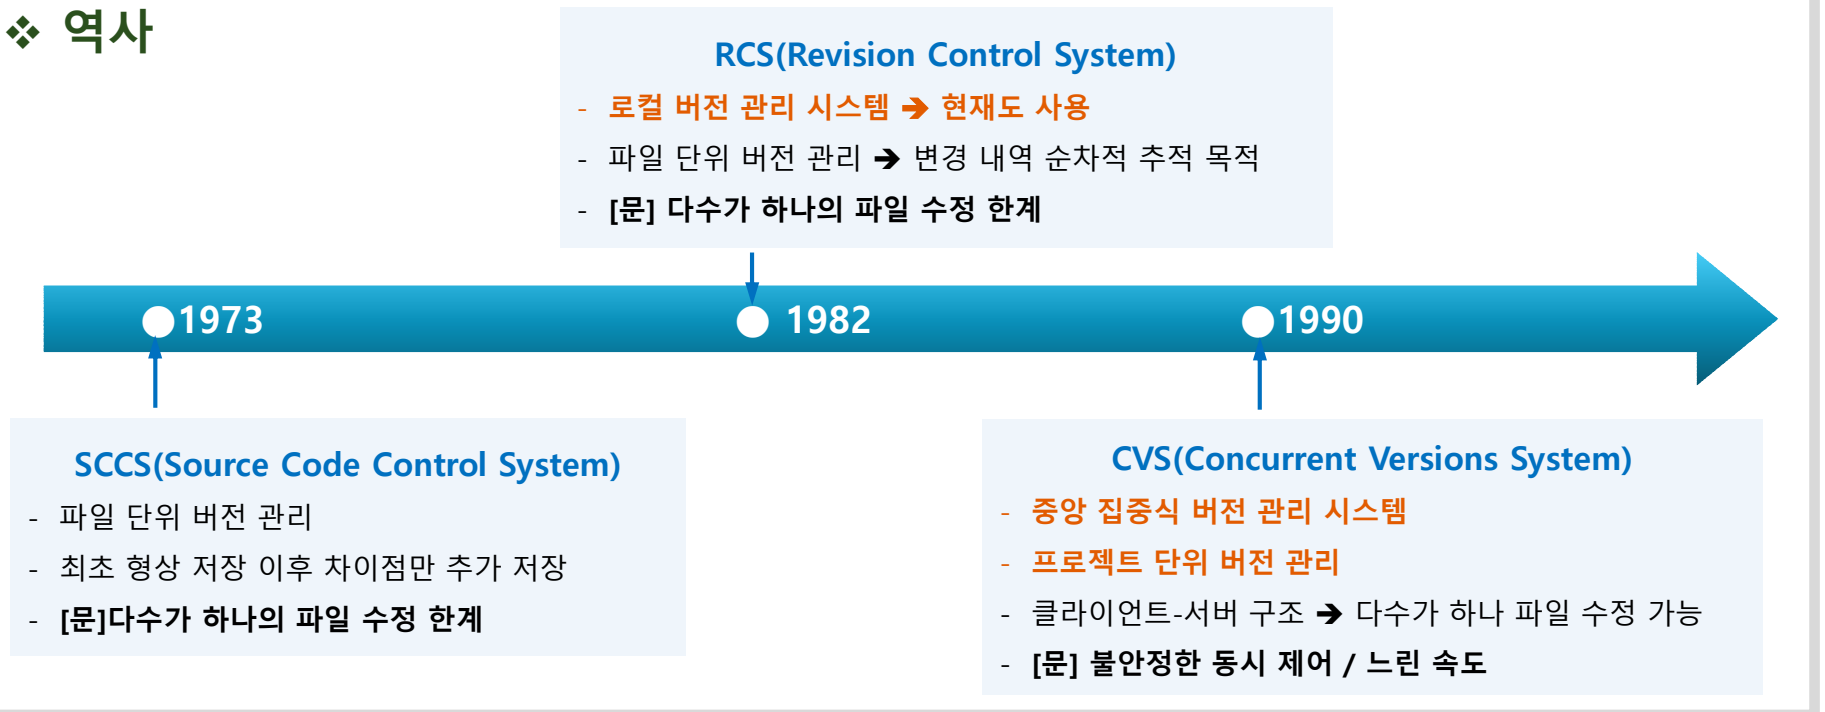 ❖ 역사
RCS(Revision Control System)
- 로컬 버전 관리 시스템 ➔ 현재도 사용
- 파일 단위 버전 관리 ➔ 변경 내역 순차적 추적 목적
- [문] 다수가 하나의 파일 수정 한계
1973
1982
1990
SCCS(Source Code Control System)
- 파일 단위 버전 관리
- 최초 형상 저장 이후 차이점만 추가 저장
- [문]다수가 하나의 파일 수정 한계
CVS(Concurrent Versions System)
- 중앙 집중식 버전 관리 시스템
- 프로젝트 단위 버전 관리
- 클라이언트-서버 구조 ➔ 다수가 하나 파일 수정 가능
- [문] 불안정한 동시 제어 / 느린 속도